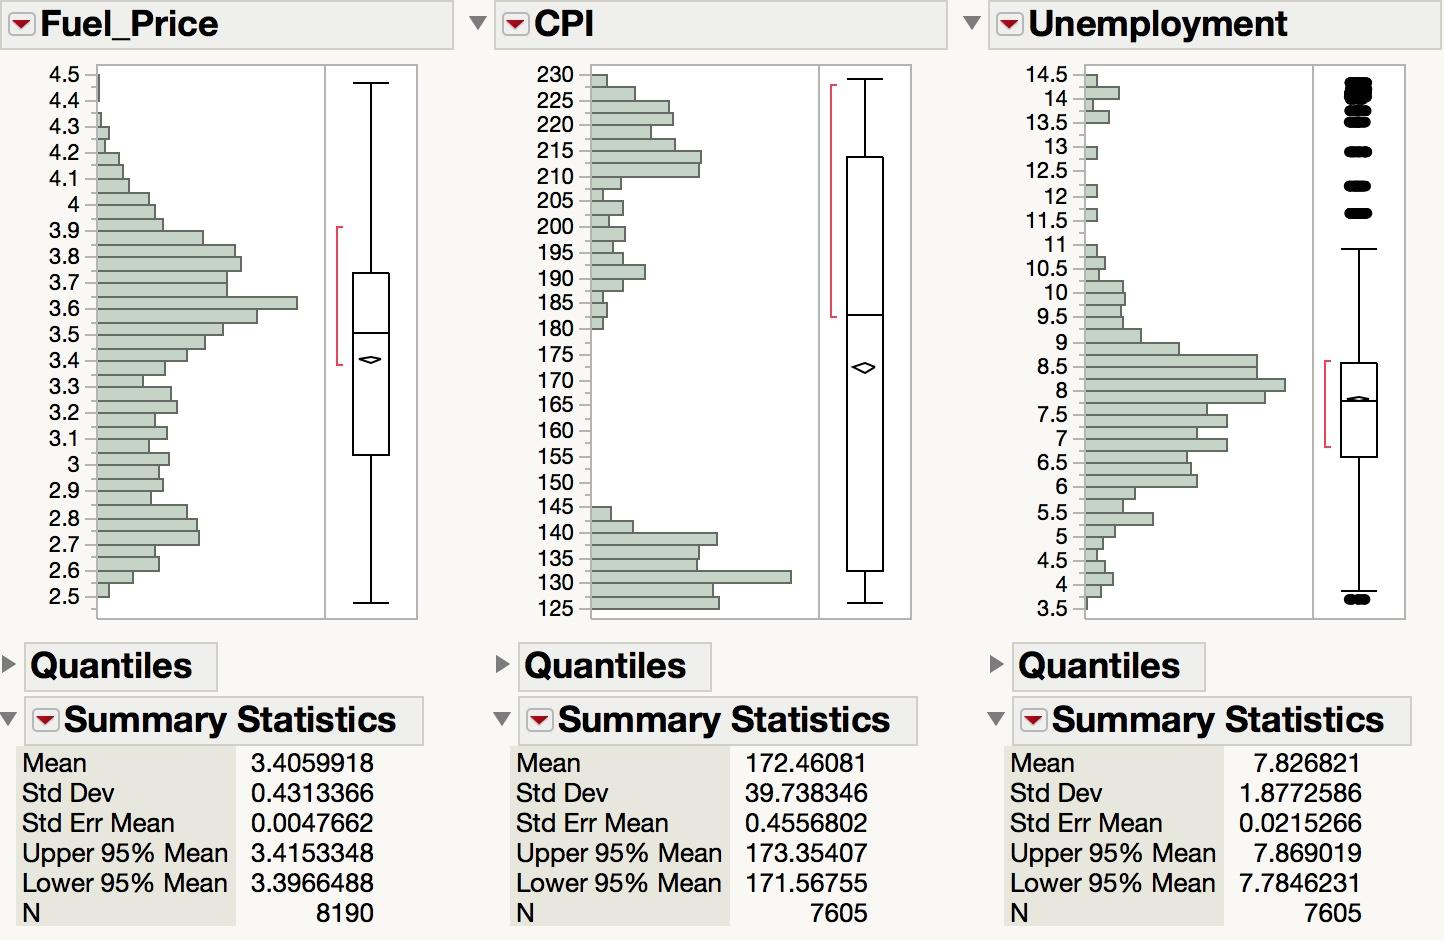 Fuel_Price
4.5
4.4
4.3
4.2
4.1
4
3.9
3.8
3.7
3.6
3.5
3.4
3.3
3.2
3.1
3
2.9
2.8
2.7
2.6
2.5
Quantiles
Summary Statistics
Mean 3.4059918
Std Dev 0.4313366
Std Err Mean 0.0047662
Upper 95% Mean 3.4153348
Lower 95% Mean 3.3966488
N 8190
CPI
230
225
220
215
210
205
200
195
190
185
180
175
170
165
160
155
150
145
140
135
130
125
Quantiles
Summary Statistics
Mean 172.46081
Std Dev 39.738346
Std Err Mean 0.4556802
Upper 95% Mean 173.35407
Lower 95% Mean 171.56755
N 7605
Unemployment
14.5
14
13.5
13
12.5
12
11.5
11
10.5
10
9.5
9
8.5
8
7.5
7
6.5
6
5.5
5
4.5
4
3.5
Quantiles
Summary Statistics
Mean 7.826821
Std Dev 1.8772586
Std Err Mean 0.0215266
Upper 95% Mean 7.869019
Lower 95% Mean 7.7846231
N 7605